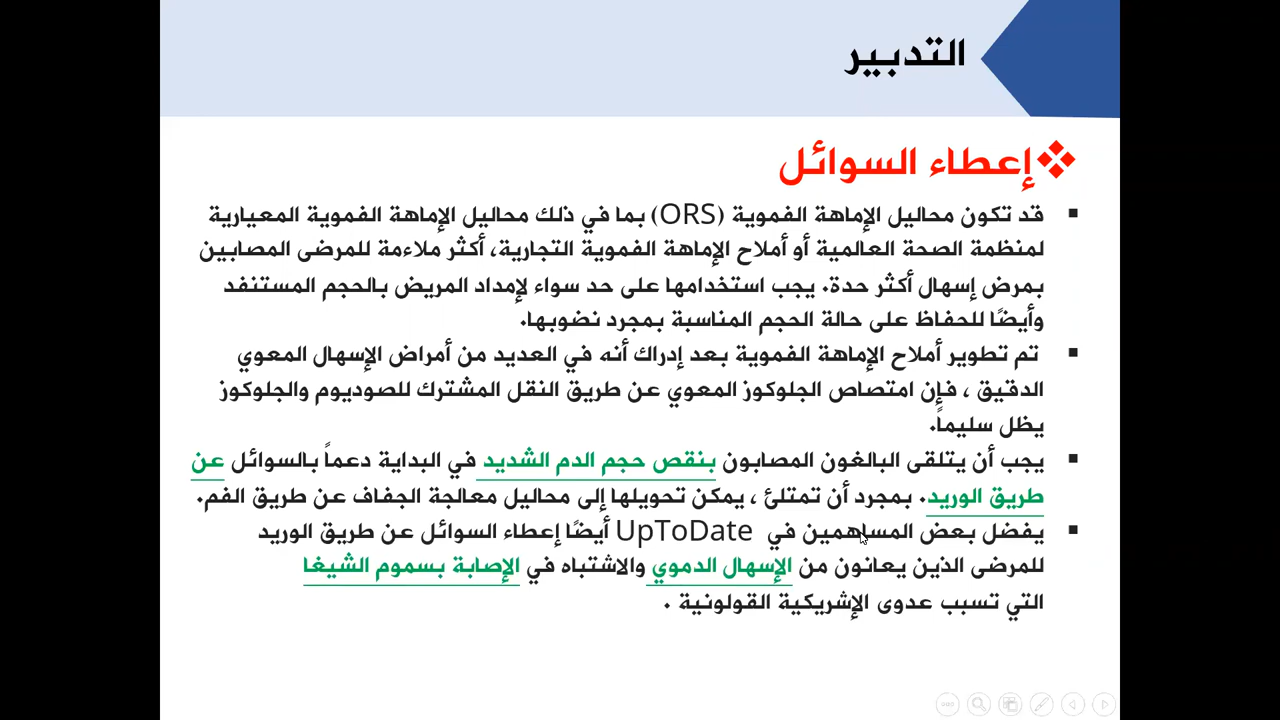 التدبير
❖إعطاء السوائل
▪ قد تكون محاليل الإماهة الفموية (ORS) بما في ذلك محاليل الإماهة الفموية المعيارية
لمنظمة الصحة العالمية أو أملاح الإماهة الفموية التجارية، أكثر ملاءمة للمرضى المصابين
بمرض إسهال أكثر حدة. يجب استخدامها على حد سواء لإمداد المريض بالحجم المستنفد
وأيضًا للحفاظ على حالة الحجم المناسبة بمجرد نضوبها.
▪ تم تطوير أملاح الإماهة الفموية بعد إدراك أنه في العديد من أمراض الإسهال المعوي
الدقيق ، فإن امتصاص الجلوكوز المعوي عن طريق النقل المشترك للصوديوم والجلوكوز
يظل سليماً.
▪ يجب أن يتلقى البالغون المصابون بنقص حجم الدم الشديد في البداية دعماً بالسوائل عن
طريق الوريد. بمجرد أن تمتلئ ، يمكن تحويلها إلى محاليل معالجة الجفاف عن طريق الفم.
▪ يفضل بعض المساهمين في UpToDate أيضًا إعطاء السوائل عن طريق الوريد
للمرضى الذين يعانون من الإسهال الدموي والاشتباه في الإصابة بسموم الشيغا
التي تسبب عدوى الإشريكية القولونية .